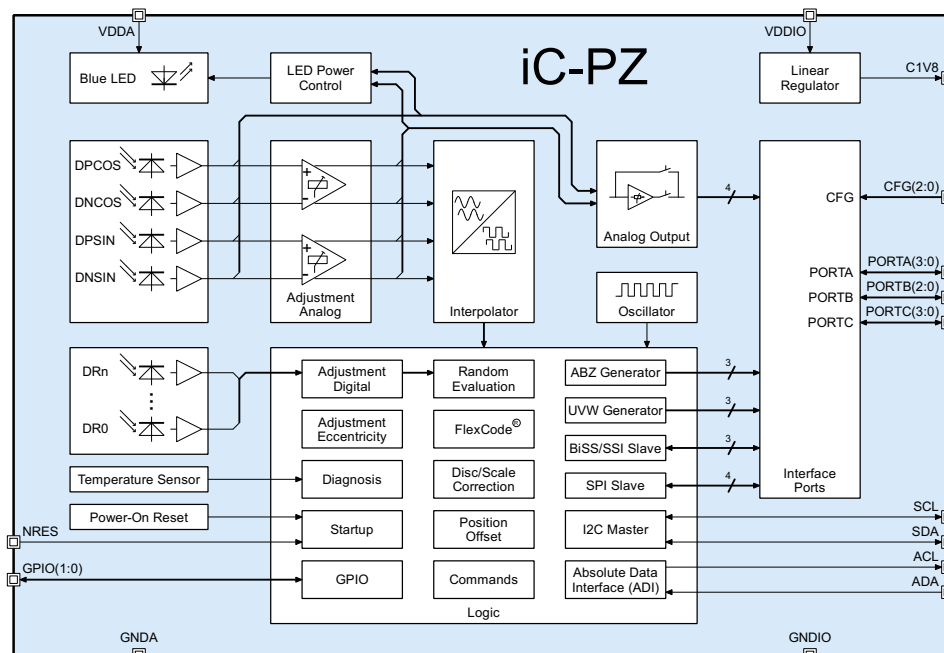 VDDA
VDDIO
iC-PZ
Blue LED
LED Power
Control
Linear
Regulator
C1V8
DPCOS
DNCOS
DPSIN
DNSIN
+
-
+
-
Adjustment
Analog
Interpolator
Analog Output
4
CFG
CFG(2:0)
PORTA
PORTA(3:0)
PORTB
PORTB(2:0)
PORTC
PORTC(3:0)
Oscillator
DRn
DR0
Adjustment
Digital
Random
Evaluation
ABZ Generator
3
Adjustment
Eccentricity
FlexCode®
UVW Generator
3
BiSS/SSI Slave
3
Temperature Sensor
Diagnosis
Disc/Scale
Correction
SPI Slave
4
Interface
Ports
Power-On Reset
NRES
Startup
Position
Offset
I2C Master
SCL
SDA
GPIO(1:0)
GPIO
Commands
Absolute Data
Interface (ADI)
ACL
ADA
Logic
GNDA
GNDIO